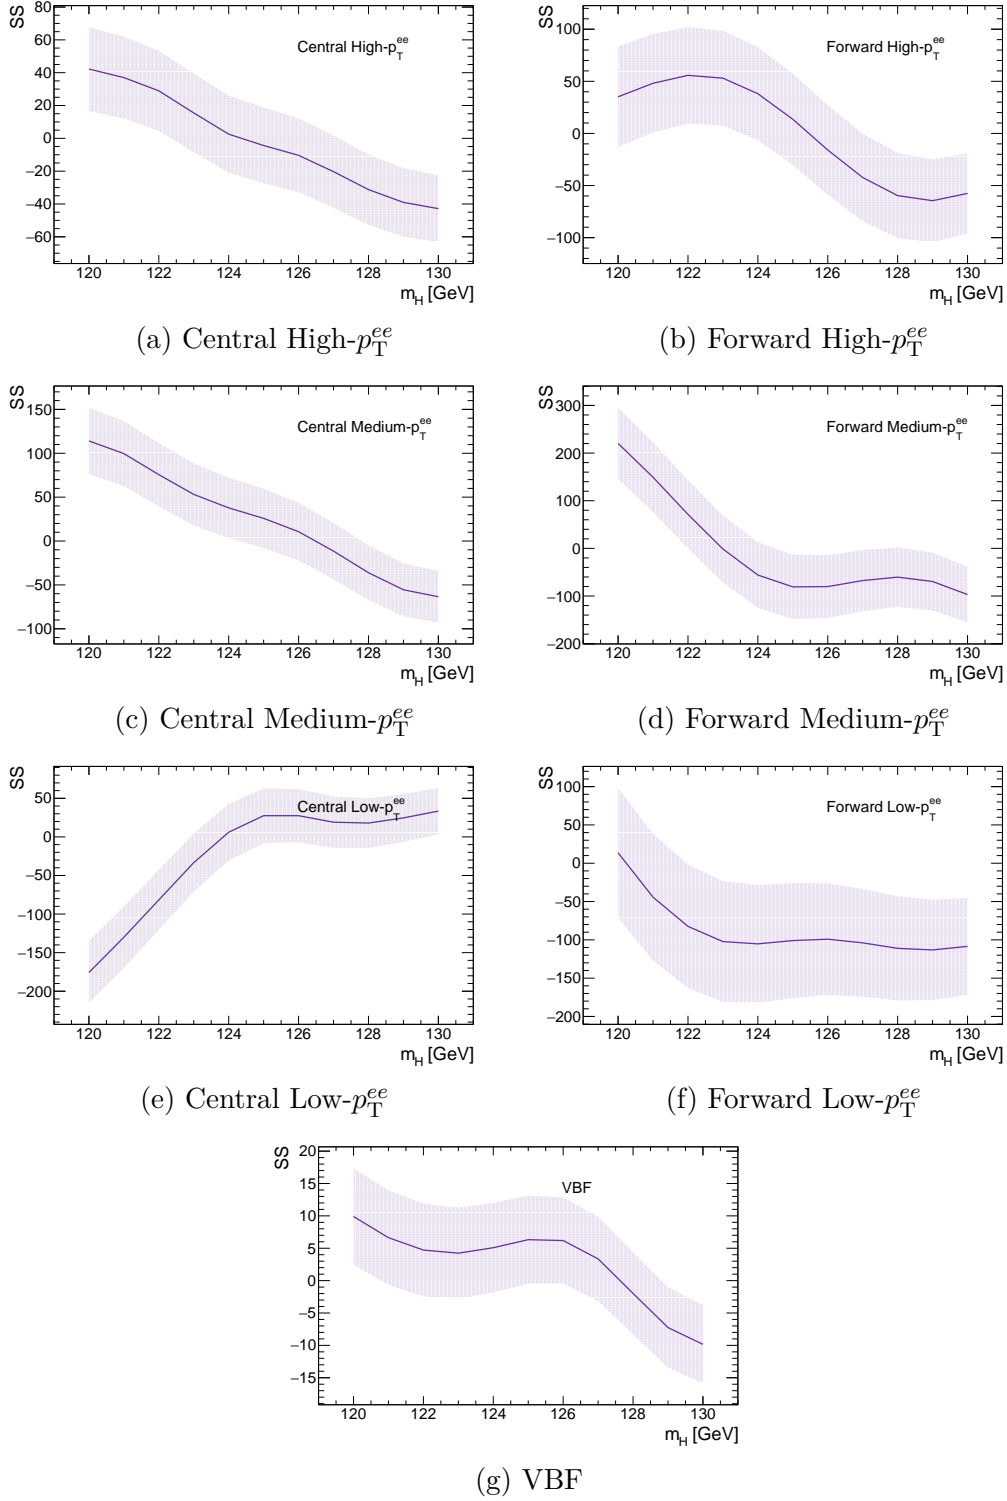 SS
80
60
40
20
0
−20
−40
−60
Central High-p_T^ee
120 122 124 126 128 130
m_H [GeV]
(a) Central High-p_T^ee
SS
100
50
0
−50
−100
Forward High-p_T^ee
120 122 124 126 128 130
m_H [GeV]
(b) Forward High-p_T^ee
SS
150
100
50
0
−50
−100
Central Medium-p_T^ee
120 122 124 126 128 130
m_H [GeV]
(c) Central Medium-p_T^ee
SS
300
200
100
0
−100
−200
Forward Medium-p_T^ee
120 122 124 126 128 130
m_H [GeV]
(d) Forward Medium-p_T^ee
SS
50
0
−50
−100
−150
−200
Central Low-p_T^ee
120 122 124 126 128 130
m_H [GeV]
(e) Central Low-p_T^ee
SS
100
50
0
−50
−100
−150
−200
Forward Low-p_T^ee
120 122 124 126 128 130
m_H [GeV]
(f) Forward Low-p_T^ee
SS
20
15
10
5
0
−5
−10
−15
VBF
120 122 124 126 128 130
m_H [GeV]
(g) VBF